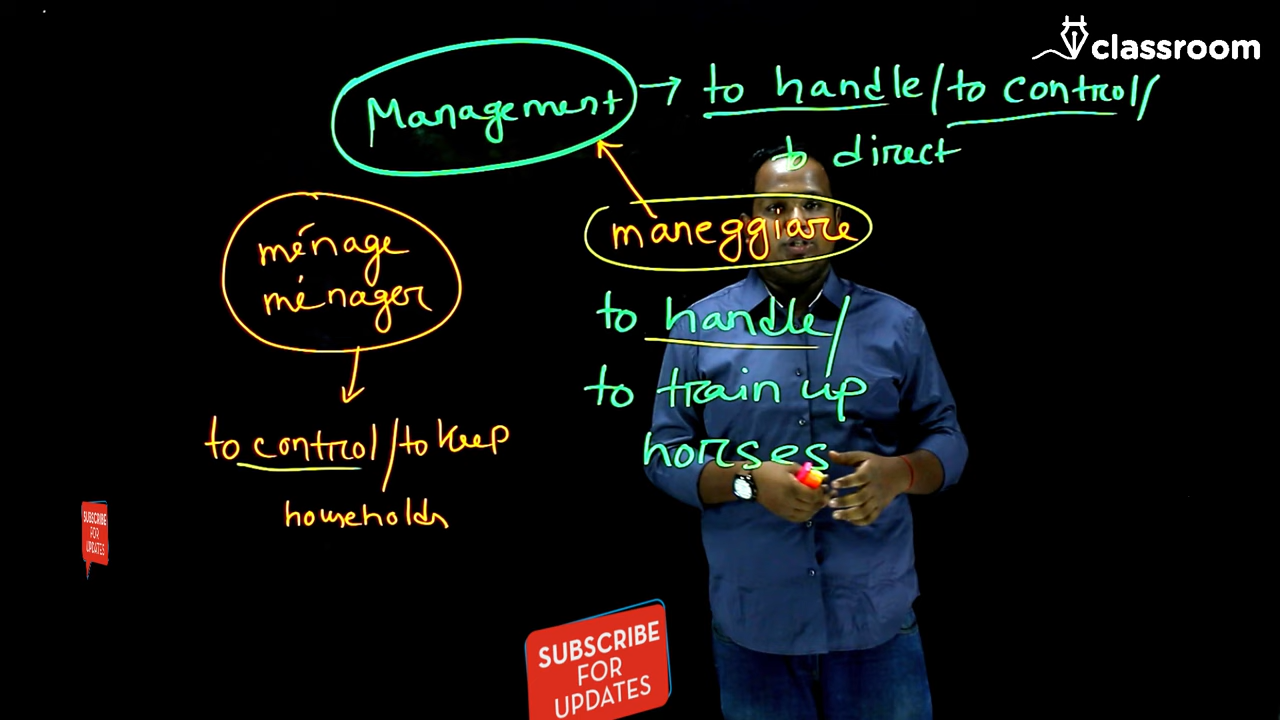 classroom
Management → to handle/to control/
to direct
maneggiare
ménage
ménager
to handle/
to train up
horses
to control/to keep
households
SUBSCRIBE
FOR
UPDATES
SUBSCRIBE
FOR
UPDATES